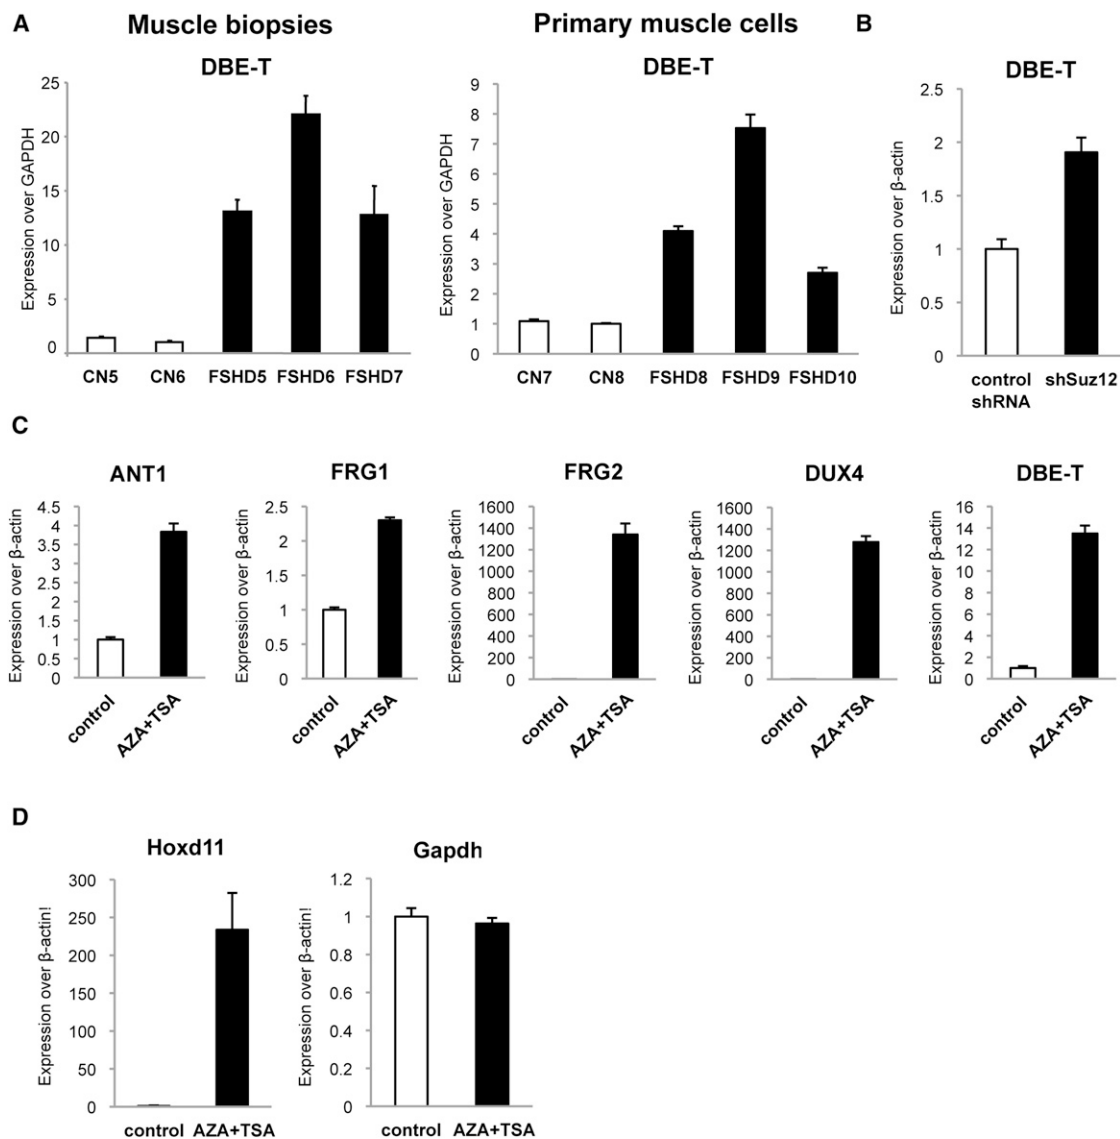 A
Muscle biopsies
DBE-T
Expression over GAPDH
25
20
15
10
5
0
CN5 CN6 FSHD5 FSHD6 FSHD7
Primary muscle cells
DBE-T
Expression over GAPDH
9
8
7
6
5
4
3
2
1
0
CN7 CN8 FSHD8 FSHD9 FSHD10
B
DBE-T
Expression over β-actin
2.5
2
1.5
1
0.5
0
control shSuz12
shRNA
C
ANT1
Expression over β-actin
4.5
4
3.5
3
2.5
2
1.5
1
0.5
0
control
AZA+TSA
FRG1
Expression over β-actin
2.5
2
1.5
1
0.5
0
control
AZA+TSA
FRG2
Expression over β-actin
1600
1400
1200
1000
800
600
400
200
0
control
AZA+TSA
DUX4
Expression over β-actin
1600
1400
1200
1000
800
600
400
200
0
control
AZA+TSA
DBE-T
Expression over β-actin
16
14
12
10
8
6
4
2
0
control
AZA+TSA
D
Hoxd11
Expression over β-actin!
300
250
200
150
100
50
0
control AZA+TSA
Gapdh
Expression over β-actin!
1.2
1
0.8
0.6
0.4
0.2
0
control AZA+TSA